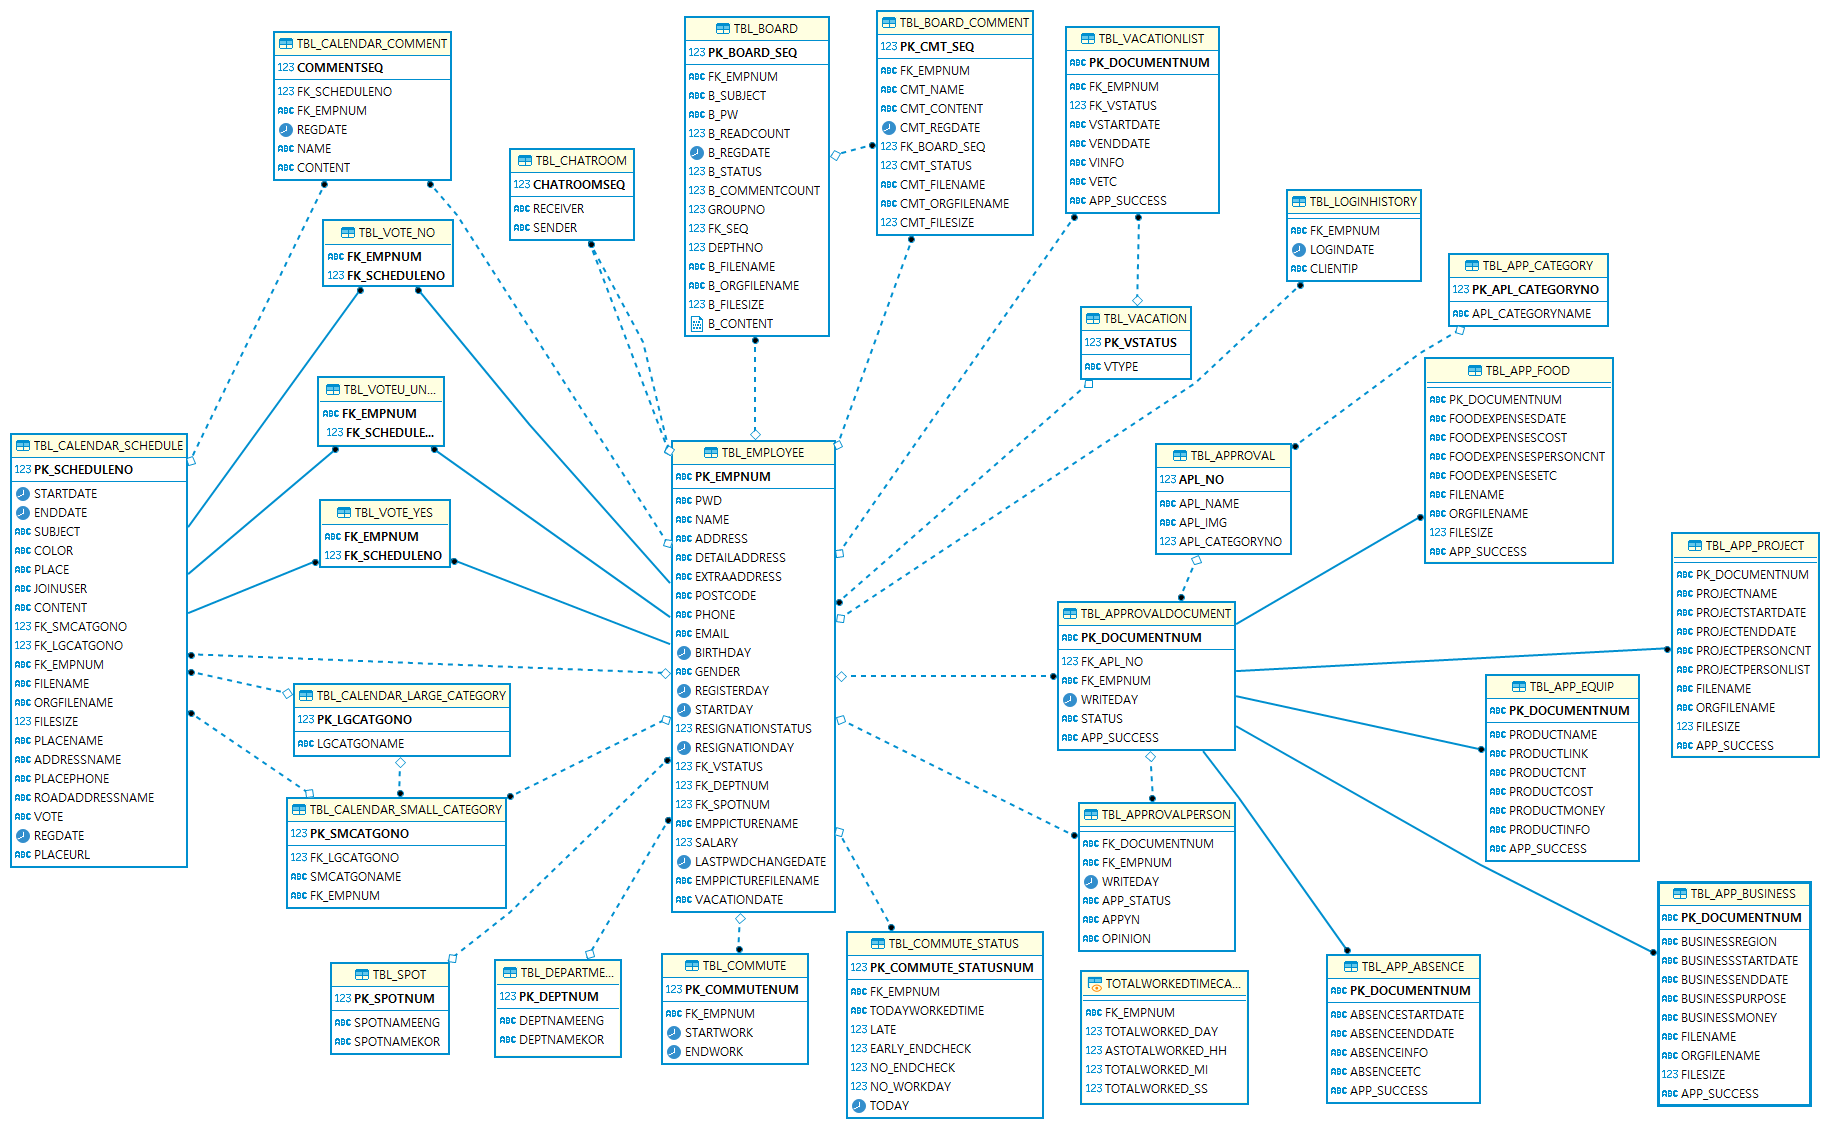 TBL_CALENDAR_COMMENT
123 COMMENTSEQ
123 FK_SCHEDULENO
ABC FK_EMPNUM
REGDATE
ABC NAME
ABC CONTENT
TBL_BOARD
123 PK_BOARD_SEQ
ABC FK_EMPNUM
ABC B_SUBJECT
ABC B_PW
123 B_READCOUNT
B_REGDATE
123 B_STATUS
123 B_COMMENTCOUNT
123 GROUPNO
123 FK_SEQ
123 DEPTHNO
ABC B_FILENAME
ABC B_ORGFILENAME
123 B_FILESIZE
B_CONTENT
TBL_BOARD_COMMENT
123 PK_CMT_SEQ
ABC FK_EMPNUM
ABC CMT_NAME
ABC CMT_CONTENT
CMT_REGDATE
123 FK_BOARD_SEQ
123 CMT_STATUS
ABC CMT_FILENAME
ABC CMT_ORGFILENAME
123 CMT_FILESIZE
TBL_VACATIONLIST
ABC PK_DOCUMENTNUM
ABC FK_EMPNUM
123 FK_VSTATUS
ABC VSTARTDATE
ABC VENDDATE
ABC VINFO
ABC VETC
ABC APP_SUCCESS
TBL_CHATROOM
123 CHATROOMSEQ
ABC RECEIVER
ABC SENDER
TBL_LOGINHISTORY
ABC FK_EMPNUM
LOGINDATE
ABC CLIENTIP
TBL_VOTE_NO
ABC FK_EMPNUM
123 FK_SCHEDULENO
TBL_APP_CATEGORY
123 PK_APL_CATEGORYNO
ABC APL_CATEGORYNAME
TBL_VACATION
123 PK_VSTATUS
ABC VTYPE
TBL_APP_FOOD
ABC PK_DOCUMENTNUM
ABC FOODEXPENSESDATE
ABC FOODEXPENSESCOST
ABC FOODEXPENSESPERSONCNT
ABC FOODEXPENSESETC
ABC FILENAME
ABC ORGFILENAME
123 FILESIZE
ABC APP_SUCCESS
TBL_VOTEU_UN...
ABC FK_EMPNUM
123 FK_SCHEDULE...
TBL_CALENDAR_SCHEDULE
123 PK_SCHEDULENO
STARTDATE
ENDDATE
ABC SUBJECT
ABC COLOR
ABC PLACE
ABC JOINUSER
ABC CONTENT
123 FK_SMCATGONO
123 FK_LGCATGONO
ABC FK_EMPNUM
ABC FILENAME
ABC ORGFILENAME
123 FILESIZE
ABC PLACENAME
ABC ADDRESSNAME
ABC PLACEPHONE
ABC ROADADDRESSNAME
ABC VOTE
REGDATE
ABC PLACEURL
TBL_EMPLOYEE
ABC PK_EMPNUM
ABC PWD
ABC NAME
ABC ADDRESS
ABC DETAILADDRESS
ABC EXTRAADDRESS
ABC POSTCODE
ABC PHONE
ABC EMAIL
BIRTHDAY
ABC GENDER
REGISTERDAY
STARTDAY
123 RESIGNATIONSTATUS
RESIGNATIONDAY
123 FK_VSTATUS
123 FK_DEPTNUM
123 FK_SPOTNUM
ABC EMPPICTURENAME
123 SALARY
LASTPWDCHANGEDATE
ABC EMPPICTUREFILENAME
ABC VACATIONDATE
TBL_APPROVAL
123 APL_NO
ABC APL_NAME
ABC APL_IMG
123 APL_CATEGORYNO
TBL_VOTE_YES
ABC FK_EMPNUM
123 FK_SCHEDULENO
TBL_APP_PROJECT
ABC PK_DOCUMENTNUM
ABC PROJECTNAME
ABC PROJECTSTARTDATE
ABC PROJECTENDDATE
ABC PROJECTPERSONCNT
ABC PROJECTPERSONLIST
ABC FILENAME
ABC ORGFILENAME
123 FILESIZE
ABC APP_SUCCESS
TBL_APPROVALDOCUMENT
ABC PK_DOCUMENTNUM
123 FK_APL_NO
ABC FK_EMPNUM
WRITEDAY
ABC STATUS
ABC APP_SUCCESS
TBL_APP_EQUIP
ABC PK_DOCUMENTNUM
ABC PRODUCTNAME
ABC PRODUCTLINK
ABC PRODUCTCNT
ABC PRODUCTCOST
ABC PRODUCTMONEY
ABC PRODUCTINFO
ABC APP_SUCCESS
TBL_CALENDAR_LARGE_CATEGORY
123 PK_LGCATGONO
ABC LGCATGONAME
TBL_CALENDAR_SMALL_CATEGORY
123 PK_SMCATGONO
123 FK_LGCATGONO
ABC SMCATGONAME
ABC FK_EMPNUM
TBL_APPROVALPERSON
ABC FK_DOCUMENTNUM
ABC FK_EMPNUM
WRITEDAY
ABC APP_STATUS
ABC APPYN
ABC OPINION
TBL_APP_BUSINESS
ABC PK_DOCUMENTNUM
ABC BUSINESSREGION
ABC BUSINESSSTARTDATE
ABC BUSINESSENDDATE
ABC BUSINESSPURPOSE
ABC BUSINESSMONEY
ABC FILENAME
ABC ORGFILENAME
123 FILESIZE
ABC APP_SUCCESS
TBL_SPOT
123 PK_SPOTNUM
ABC SPOTNAMEENG
ABC SPOTNAMEKOR
TBL_DEPARTME...
123 PK_DEPTNUM
ABC DEPTNAMEENG
ABC DEPTNAMEKOR
TBL_COMMUTE
123 PK_COMMUTENUM
ABC FK_EMPNUM
STARTWORK
ENDWORK
TBL_COMMUTE_STATUS
123 PK_COMMUTE_STATUSNUM
ABC FK_EMPNUM
ABC TODAYWORKEDTIME
123 LATE
123 EARLY_ENDCHECK
123 NO_ENDCHECK
123 NO_WORKDAY
TODAY
TOTALWORKEDTIMECA...
ABC FK_EMPNUM
123 TOTALWORKED_DAY
123 ASTOTALWORKED_HH
123 TOTALWORKED_MI
123 TOTALWORKED_SS
TBL_APP_ABSENCE
ABC PK_DOCUMENTNUM
ABC ABSENCESTARTDATE
ABC ABSENCEENDDATE
ABC ABSENCEINFO
ABC ABSENCEETC
ABC APP_SUCCESS